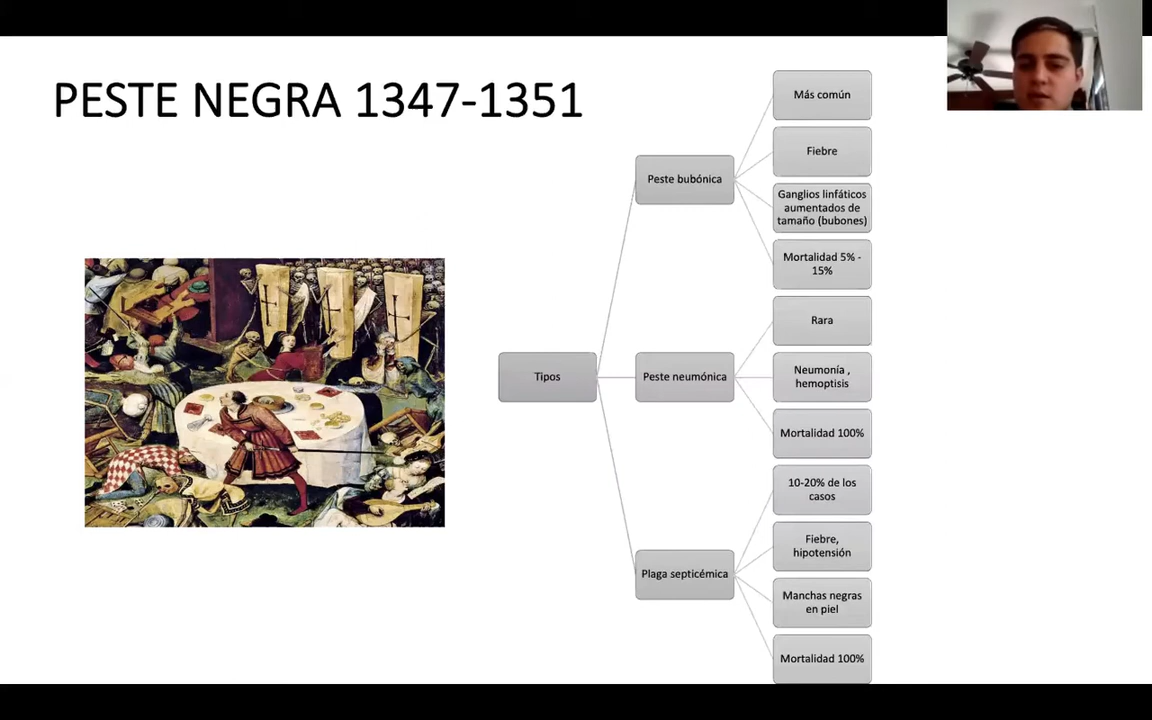 PESTE NEGRA 1347-1351
Tipos
Peste bubónica
Más común
Fiebre
Ganglios linfáticos
aumentados de
tamaño (bubones)
Mortalidad 5% -
15%
Peste neumónica
Rara
Neumonía ,
hemoptisis
Mortalidad 100%
Plaga septicémica
10-20% de los
casos
Fiebre,
hipotensión
Manchas negras
en piel
Mortalidad 100%